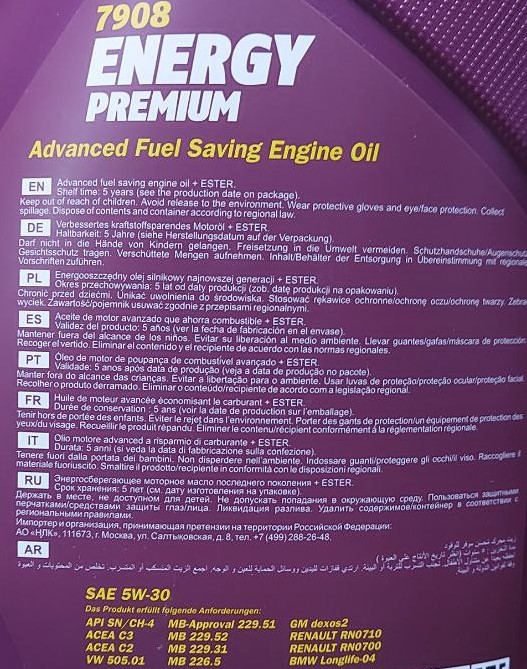 7908
ENERGY
PREMIUM
Advanced Fuel Saving Engine Oil
EN Advanced fuel saving engine oil + ESTER.
Shelf time: 5 years (see the production date on package).
Keep out of reach of children. Avoid release to the environment. Wear protective gloves and eye/face protection. Collect
spillage. Dispose of contents and container according to regional law.
DE Verbessertes kraftstoffsparendes Motoröl + ESTER.
Haltbarkeit: 5 Jahre (siehe Herstellungsdatum auf der Verpackung).
Darf nicht in die Hände von Kindern gelangen. Freisetzung in die Umwelt vermeiden. Schutzhandschuhe/Augenschutz
Gesichtsschutz tragen. Verschüttete Mengen aufnehmen. Inhalt/Behälter der Entsorgung in Übereinstimmung mit regionale
Vorschriften zuführen.
PL Energooszczędny olej silnikowy najnowszej generacji + ESTER.
Okres przechowywania: 5 lat od daty produkcji (zob. datę produkcji na opakowaniu).
Chronić przed dziećmi. Unikać uwolnienia do środowiska. Stosować rękawice ochronne/ochronę oczu/ochronę twarzy. Zebra
wyciek. Zawartość/pojemnik usuwać zgodnie z przepisami regionalnymi.
ES Aceite de motor avanzado que ahorra combustible + ESTER.
Validez del producto: 5 años (ver la fecha de fabricación en el envase).
Mantener fuera del alcance de los niños. Evitar su liberación al medio ambiente. Llevar guantes/gafas/máscara de protección.
Recoger el vertido. Eliminar el contenido y el recipiente de acuerdo con las normas regionales.
PT Óleo de motor de poupança de combustível avançado + ESTER.
Validade: 5 anos após data de produção (veja a data de produção no pacote).
Manter fora do alcance das crianças. Evitar a libertação para o ambiente. Usar luvas de proteção/proteção ocular/proteção facial.
Recolher o produto derramado. Eliminar o conteúdo/recipiente de acordo com a legislação regional.
FR Huile de moteur avancée économisant le carburant + ESTER.
Durée de conservation : 5 ans (voir la date de production sur l'emballage).
Tenir hors de portée des enfants. Éviter le rejet dans l'environnement. Porter des gants de protection/un équipement de protection des
yeux/du visage. Recueillir le produit répandu. Éliminer le contenu/récipient conformément à la réglementation régionale.
IT Olio motore advanced a risparmio di carburante + ESTER.
Durata: 5 anni (si veda la data di fabbricazione sulla confezione).
Tenere fuori dalla portata dei bambini. Non disperdere nell'ambiente. Indossare guanti/proteggere gli occhi/il viso. Raccogliere il
materiale fuoriuscito. Smaltire il prodotto/recipiente in conformità con le disposizioni regionali.
RU Энергосберегающее моторное масло последнего поколения + ESTER.
Срок хранения: 5 лет (см. дату изготовления на упаковке).
Держать в месте, не доступном для детей. Не допускать попадания в окружающую среду. Пользоваться защитными
перчатками/средствами защиты глаз/лица. Ликвидация разлива. Удалить содержимое/контейнер в соответствии с
региональными правилами.
Импортер и организация, принимающая претензии на территории Российской Федерации:
АО «НЛК», 111673, г. Москва, ул. Салтыковская, д. 8, тел. +7 (499) 288-26-48.
AR زيت محرك محسن موفر للوقود
SAE 5W-30
Das Produkt erfüllt folgende Anforderungen:
API SN/CH-4 MB-Approval 229.51 GM dexos2
ACEA C3 MB 229.52 RENAULT RN0710
ACEA C2 MB 229.31 RENAULT RN0700
VW 505.01 MB 226.5 BMW Longlife-04